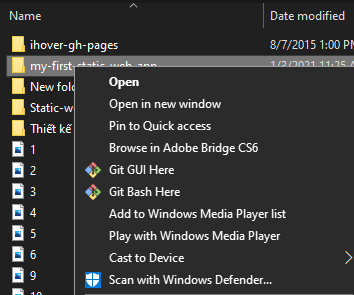 Name Date modified
ihover-gh-pages 8/7/2015 1:00 PM
my-first-static-web-app 1/3/2021 11:25 AM
Open
New fold
Open in new window
Static-w
Pin to Quick access
Thiết kế
Browse in Adobe Bridge CS6
1
Git GUI Here
2
Git Bash Here
3
4 Add to Windows Media Player list
5 Play with Windows Media Player
6 Cast to Device
9 Scan with Windows Defender...
10